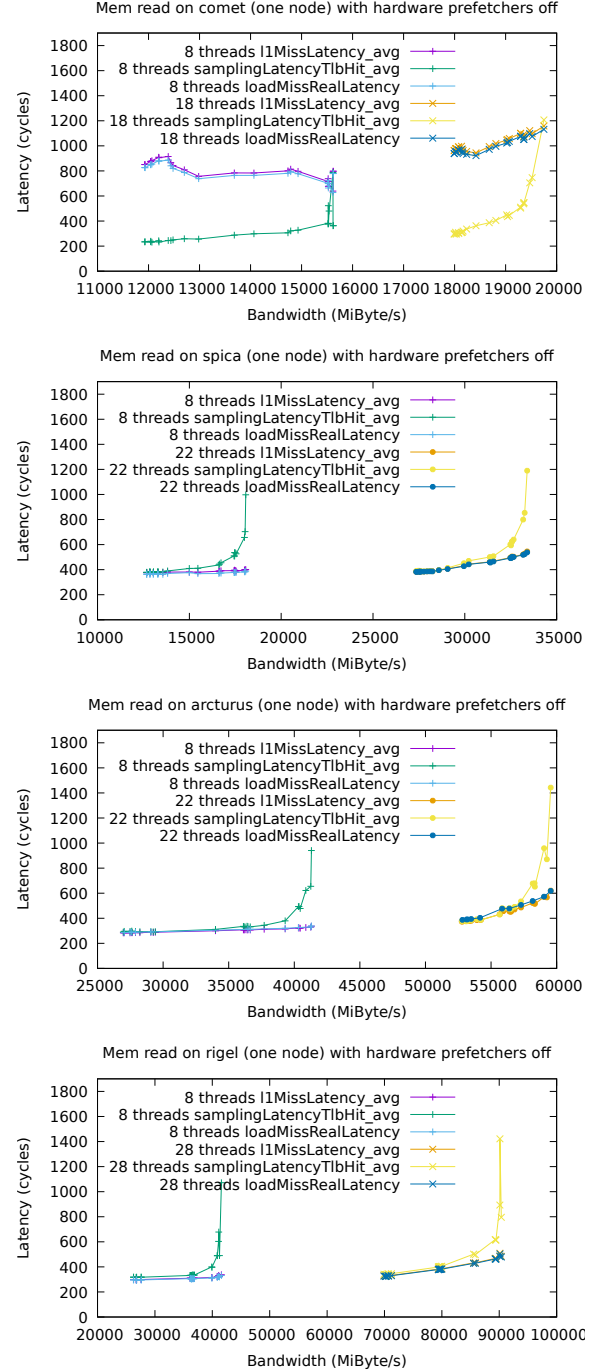 Mem read on comet (one node) with hardware prefetchers off
Latency (cycles)
1800
1600
1400
1200
1000
800
600
400
200
0
8 threads l1MissLatency_avg
8 threads samplingLatencyTlbHit_avg
8 threads loadMissRealLatency
18 threads l1MissLatency_avg
18 threads samplingLatencyTlbHit_avg
18 threads loadMissRealLatency
11000 12000 13000 14000 15000 16000 17000 18000 19000 20000
Bandwidth (MiByte/s)
Mem read on spica (one node) with hardware prefetchers off
Latency (cycles)
1800
1600
1400
1200
1000
800
600
400
200
0
8 threads l1MissLatency_avg
8 threads samplingLatencyTlbHit_avg
8 threads loadMissRealLatency
22 threads l1MissLatency_avg
22 threads samplingLatencyTlbHit_avg
22 threads loadMissRealLatency
10000 15000 20000 25000 30000 35000
Bandwidth (MiByte/s)
Mem read on arcturus (one node) with hardware prefetchers off
Latency (cycles)
1800
1600
1400
1200
1000
800
600
400
200
0
8 threads l1MissLatency_avg
8 threads samplingLatencyTlbHit_avg
8 threads loadMissRealLatency
22 threads l1MissLatency_avg
22 threads samplingLatencyTlbHit_avg
22 threads loadMissRealLatency
25000 30000 35000 40000 45000 50000 55000 60000
Bandwidth (MiByte/s)
Mem read on rigel (one node) with hardware prefetchers off
Latency (cycles)
1800
1600
1400
1200
1000
800
600
400
200
0
8 threads l1MissLatency_avg
8 threads samplingLatencyTlbHit_avg
8 threads loadMissRealLatency
28 threads l1MissLatency_avg
28 threads samplingLatencyTlbHit_avg
28 threads loadMissRealLatency
20000 30000 40000 50000 60000 70000 80000 90000 100000
Bandwidth (MiByte/s)